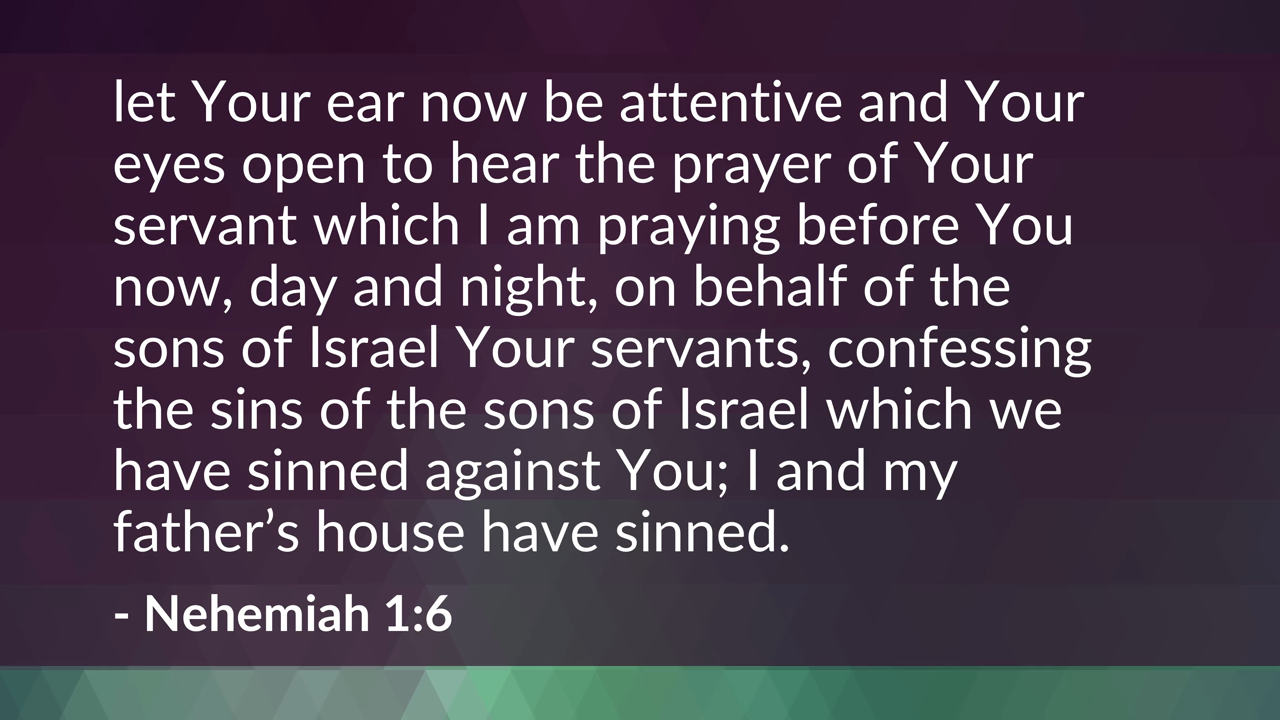 let Your ear now be attentive and Your
eyes open to hear the prayer of Your
servant which I am praying before You
now, day and night, on behalf of the
sons of Israel Your servants, confessing
the sins of the sons of Israel which we
have sinned against You; I and my
father’s house have sinned.
- Nehemiah 1:6